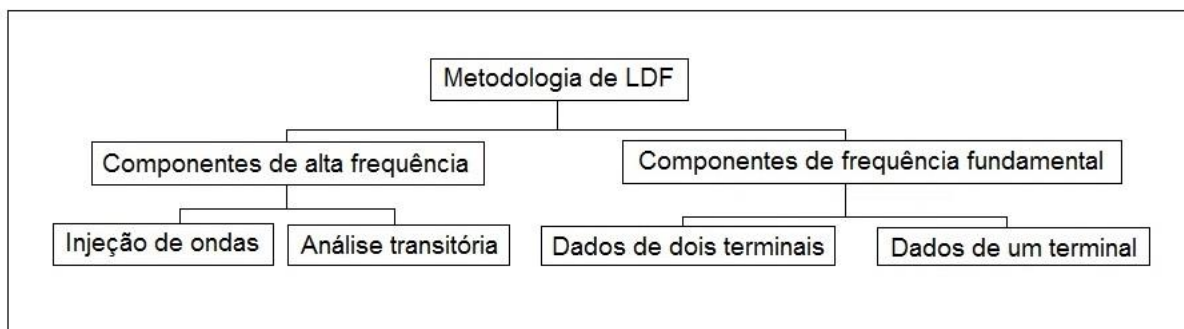 Metodologia de LDF
Componentes de alta frequência
Componentes de frequência fundamental
Injeção de ondas
Análise transitória
Dados de dois terminais
Dados de um terminal